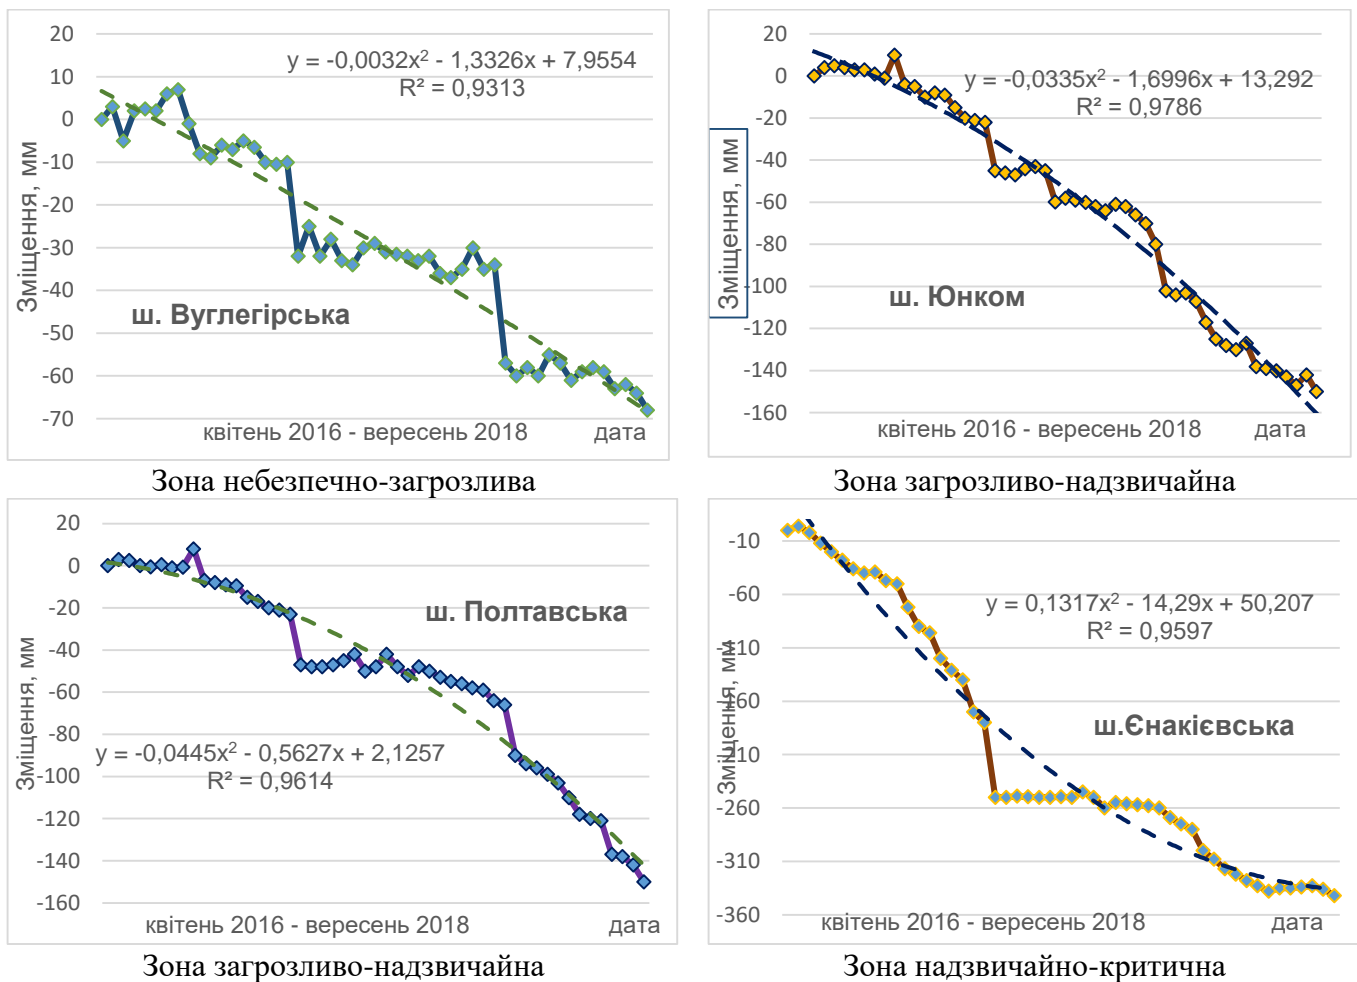 20
10
0
-10
-20
-30
-40
-50
-60
-70
Зміщення, мм
y = -0,0032x² - 1,3326x + 7,9554
R² = 0,9313
ш. Вуглегірська
квітень 2016 - вересень 2018 дата
Зона небезпечно-загрозлива
20
0
-20
-40
-60
-80
-100
-120
-140
-160
Зміщення, мм
y = -0,0335x² - 1,6996x + 13,292
R² = 0,9786
ш. Юнком
квітень 2016 - вересень 2018 дата
Зона загрозливо-надзвичайна
20
0
-20
-40
-60
-80
-100
-120
-140
-160
Зміщення, мм
ш. Полтавська
y = -0,0445x² - 0,5627x + 2,1257
R² = 0,9614
квітень 2016 - вересень 2018 дата
Зона загрозливо-надзвичайна
-10
-60
-110
-160
-210
-260
-310
-360
Зміщення, мм
y = 0,1317x² - 14,29x + 50,207
R² = 0,9597
ш.Єнакієвська
квітень 2016 - вересень 2018 дата
Зона надзвичайно-критична